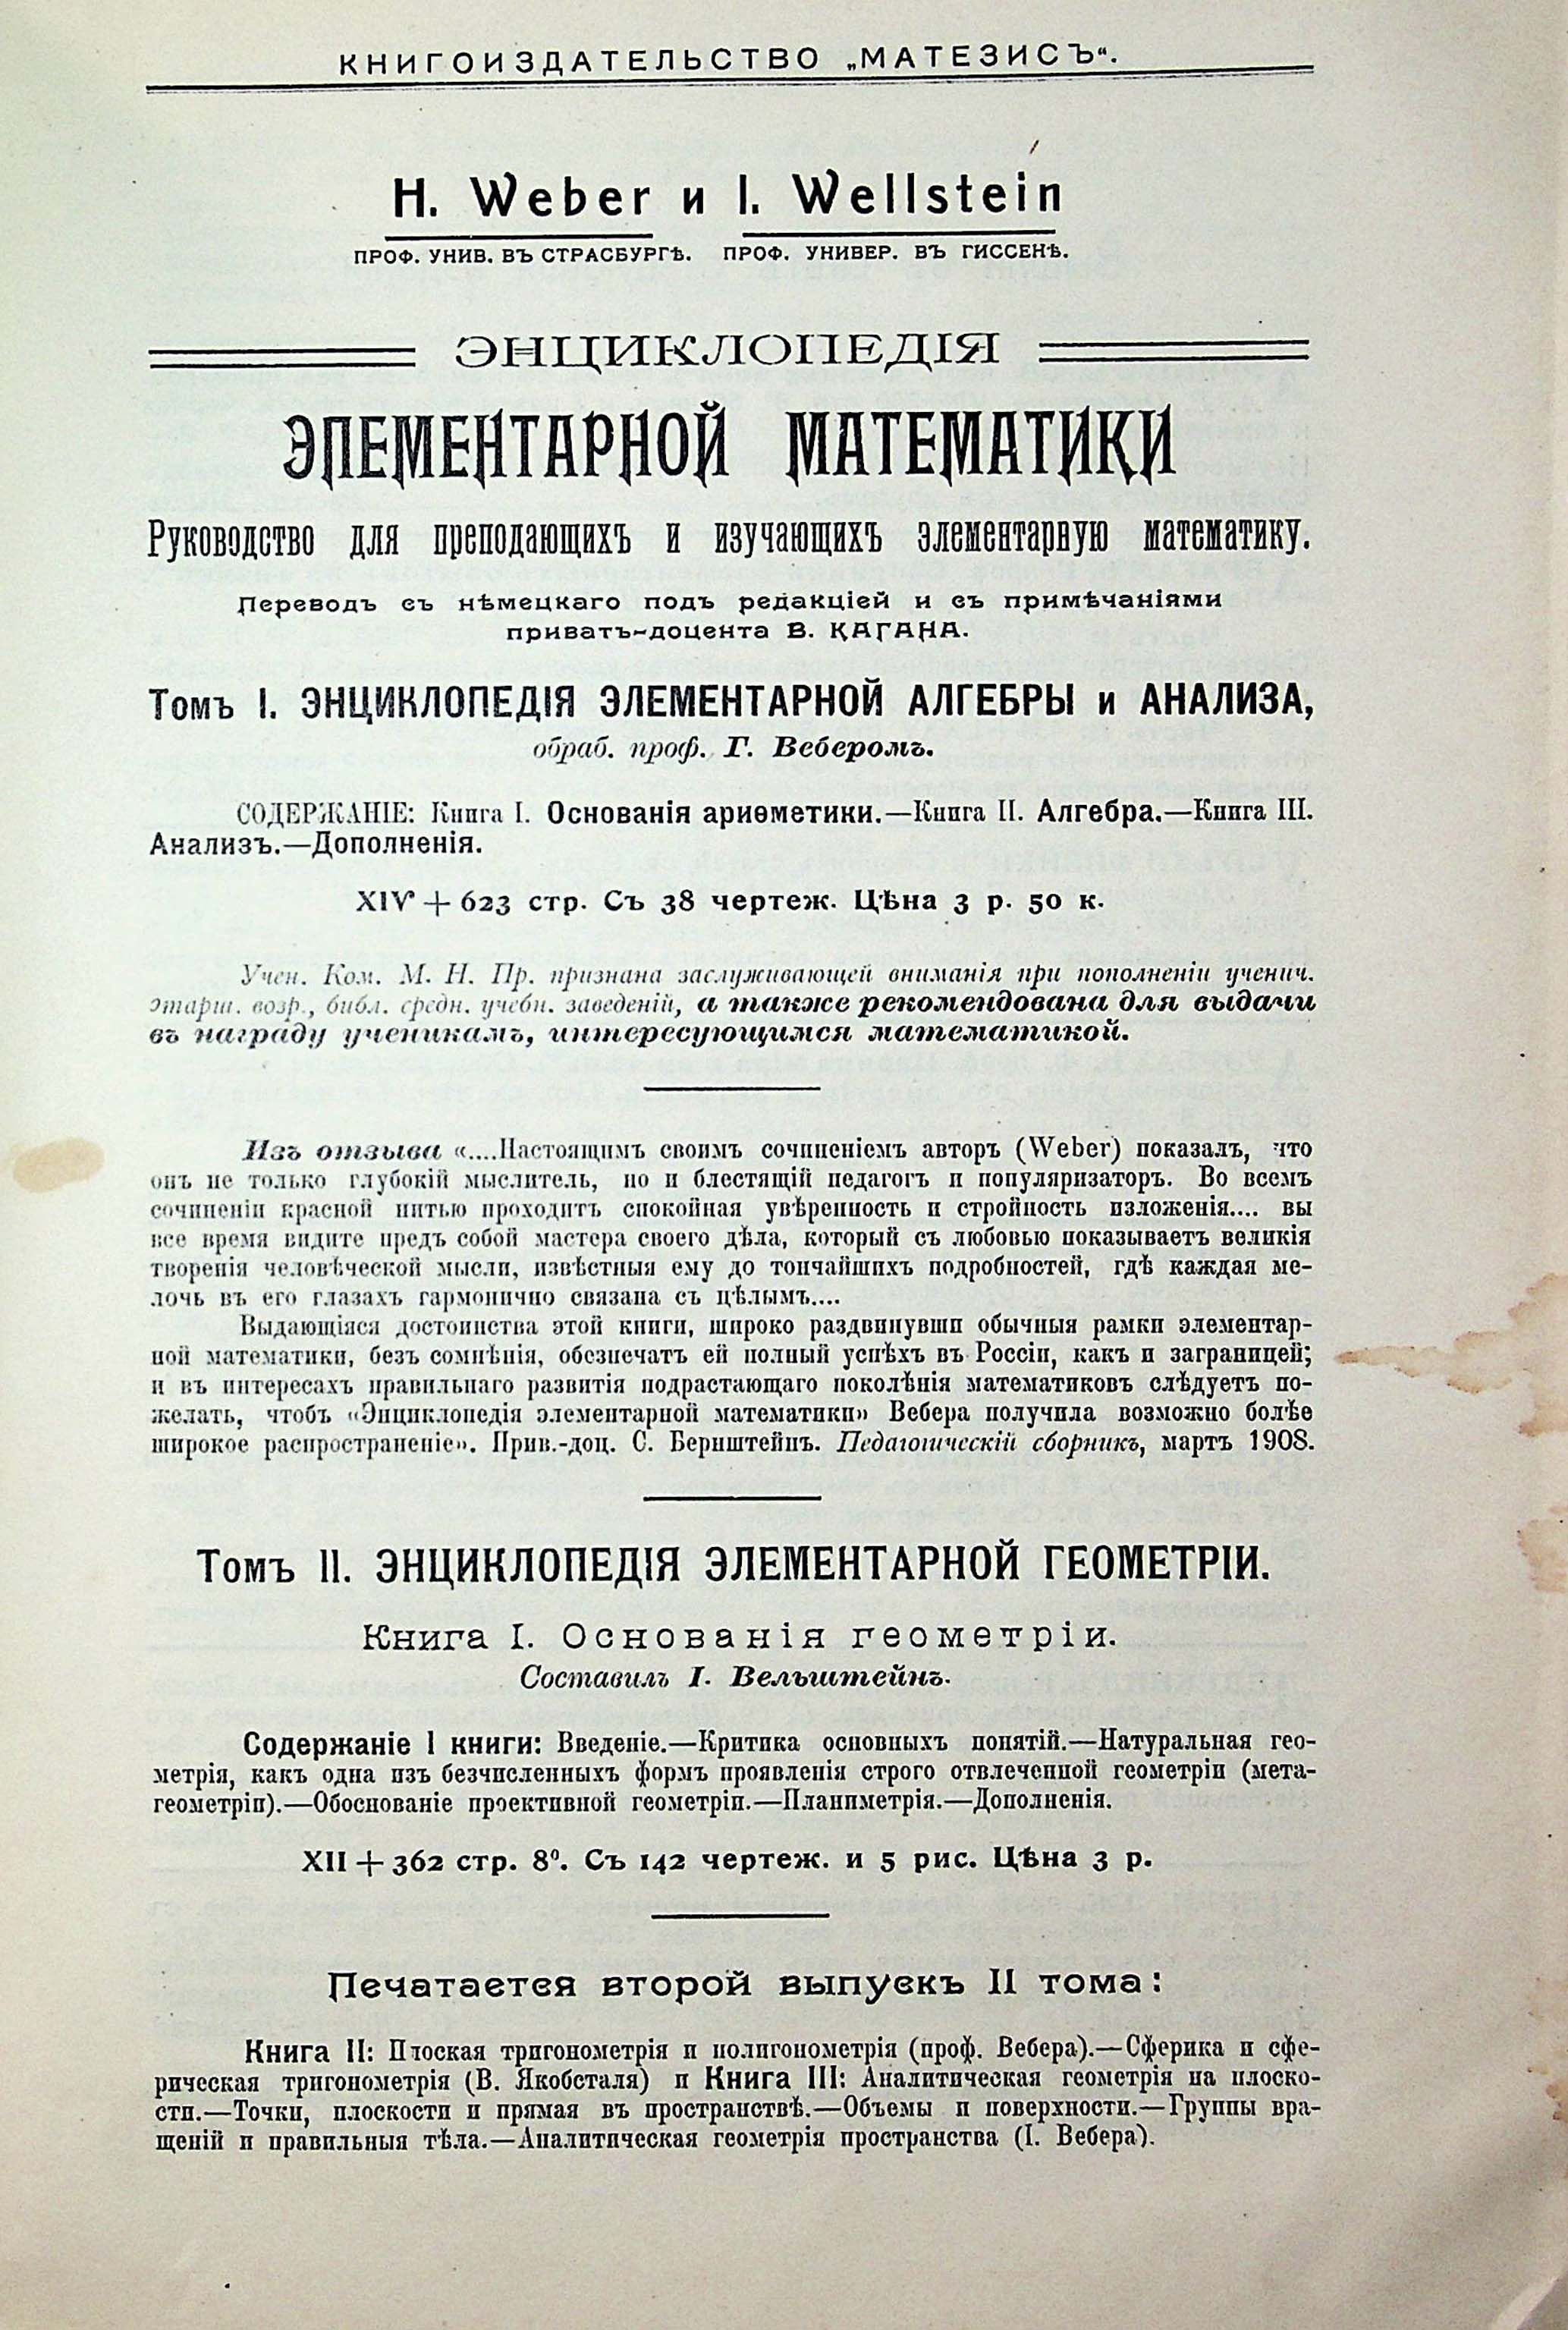 КНИГОИЗДАТЕЛЬСТВО „МАТЕЗИСЪ“.
H. Weber и I. Wellstein
ПРОФ. УНИВ. ВЪ СТРАСБУРГѢ. ПРОФ. УНИВЕР. ВЪ ГИССЕНѢ.
ЭНЦИКЛОПЕДІЯ
ЭЛЕМЕНТАРНОЙ МАТЕМАТИКИ
Руководство для преподающихъ и изучающихъ элементарную математику.
Переводъ съ нѣмецкаго подъ редакціей и съ примѣчаніями
приватъ-доцента В. КАГАНА.
Томъ I. ЭНЦИКЛОПЕДІЯ ЭЛЕМЕНТАРНОЙ АЛГЕБРЫ и АНАЛИЗА,
обраб. проф. Г. Веберомъ.
СОДЕРЖАНІЕ: Книга I. Основанія ариѳметики.—Книга II. Алгебра.—Книга III.
Анализъ.—Дополненія.
XIV + 623 стр. Съ 38 чертеж. Цѣна 3 р. 50 к.
Учен. Ком. М. Н. Пр. признана заслуживающей вниманія при пополненіи ученич.
этарш. возр., библ. средн. учебн. заведеній, а также рекомендована для выдачи
въ награду ученикамъ, интересующимся математикой.
Изъ отзыва «....Настоящимъ своимъ сочиненіемъ авторъ (Weber) показалъ, что
онъ не только глубокій мыслитель, но и блестящій педагогъ и популяризаторъ. Во всемъ
сочиненіи красной нитью проходитъ спокойная увѣренность и стройность изложенія.... вы
все время видите предъ собой мастера своего дѣла, который съ любовью показываетъ великія
творенія человѣческой мысли, извѣстныя ему до тончайшихъ подробностей, гдѣ каждая ме-
лочь въ его глазахъ гармонично связана съ цѣлымъ....
Выдающіяся достоинства этой книги, широко раздвинувши обычныя рамки элементар-
ной математики, безъ сомнѣнія, обезпечатъ ей полный успѣхъ въ Россіи, какъ и заграницей;
и въ интересахъ правильнаго развитія подрастающаго поколѣнія математиковъ слѣдуетъ по-
желать, чтобъ «Энциклопедія элементарной математики» Вебера получила возможно болѣе
широкое распространеніе». Прив.-доц. С. Бернштейнъ. Педагогическій сборникъ, мартъ 1908.
Томъ II. ЭНЦИКЛОПЕДІЯ ЭЛЕМЕНТАРНОЙ ГЕОМЕТРІИ.
Книга I. Основанія геометріи.
Составилъ I. Вельштейнъ.
Содержаніе I книги: Введеніе.—Критика основныхъ понятій.—Натуральная гео-
метрія, какъ одна изъ безчисленныхъ формъ проявленія строго отвлеченной геометріи (мета-
геометріи).—Обоснованіе проективной геометріи.—Планиметрія.—Дополненія.
XII + 362 стр. 8⁰. Съ 142 чертеж. и 5 рис. Цѣна 3 р.
Печатается второй выпускъ II тома:
Книга II: Плоская тригонометрія и полигонометрія (проф. Вебера).—Сферика и сфе-
рическая тригонометрія (В. Якобсталя) и Книга III: Аналитическая геометрія на плоско-
сти.—Точки, плоскости и прямая въ пространствѣ.—Объемы и поверхности.—Группы вра-
щеній и правильныя тѣла.—Аналитическая геометрія пространства (I. Вебера).